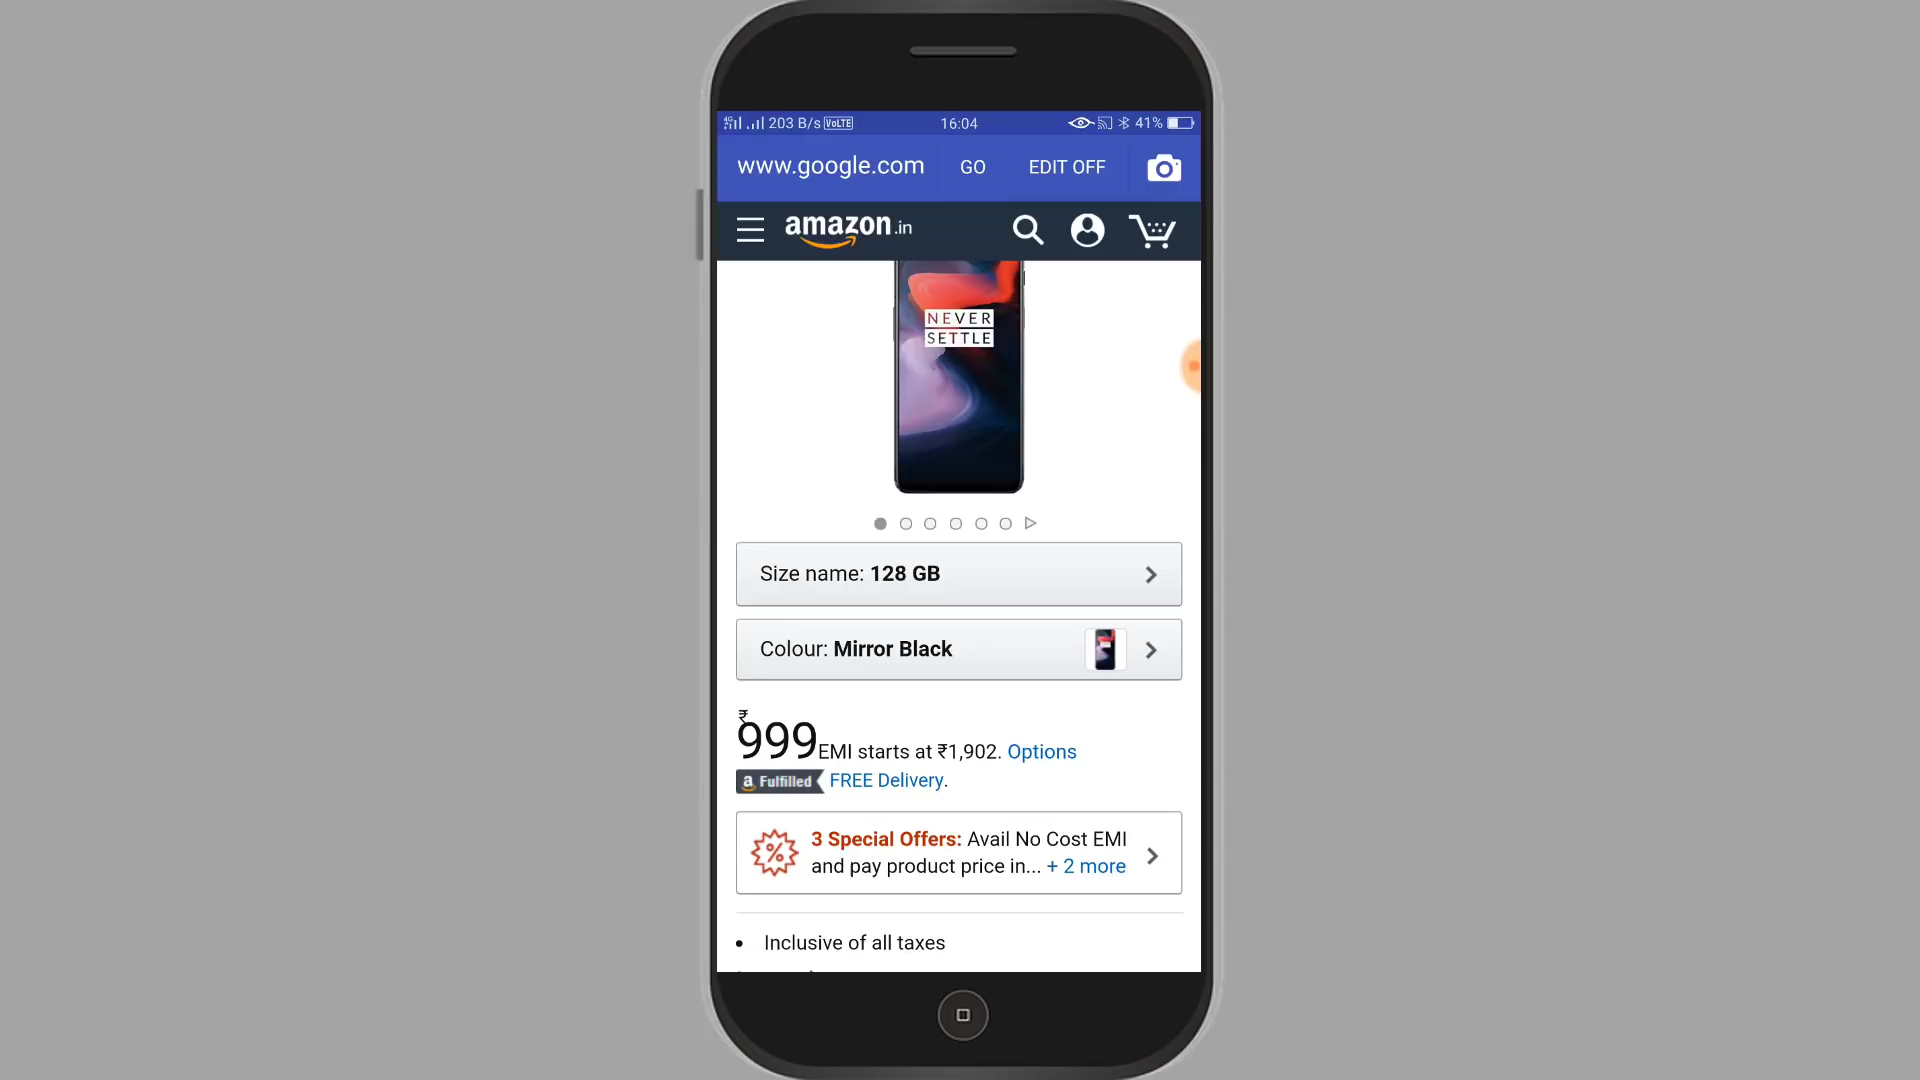 203 B/s VoLTE 16:04 41%
www.google.com GO EDIT OFF
amazon.in
NEVER
SETTLE
Size name: 128 GB
Colour: Mirror Black
₹
999 EMI starts at ₹1,902. Options
a Fulfilled FREE Delivery.
3 Special Offers: Avail No Cost EMI
and pay product price in... + 2 more
• Inclusive of all taxes